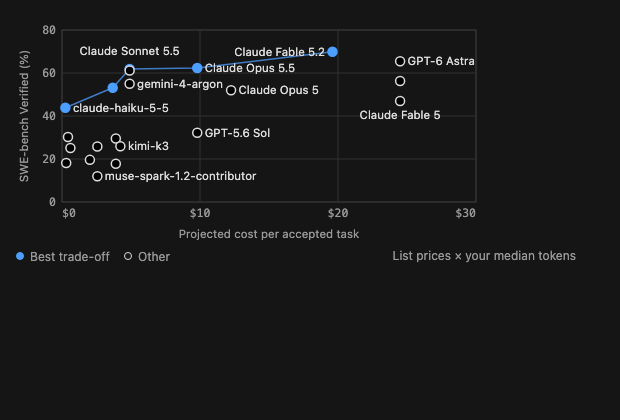 80
Claude Sonnet 5.5
Claude Fable 5.2
GPT-6 Astra
Claude Opus 5.5
60
gemini-4-argon
Claude Opus 5
claude-haiku-5-5
Claude Fable 5
40
GPT-5.6 Sol
kimi-k3
20
muse-spark-1.2-contributor
0
SWE-bench Verified (%)
$0 $10 $20 $30
Projected cost per accepted task
Best trade-off Other
List prices × your median tokens